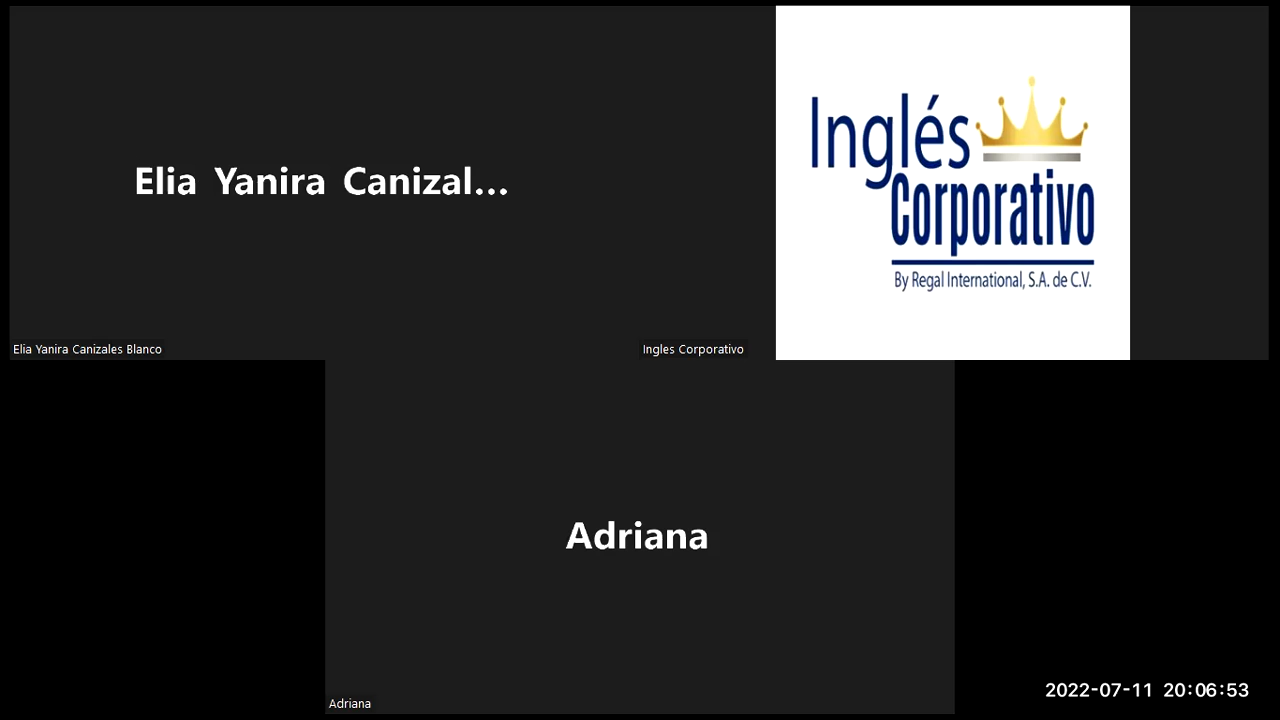 Elia Yanira Canizal...
Inglés
Corporativo
By Regal International, S.A. de C.V.
Elia Yanira Canizales Blanco
Ingles Corporativo
Adriana
Adriana
2022-07-11 20:06:53